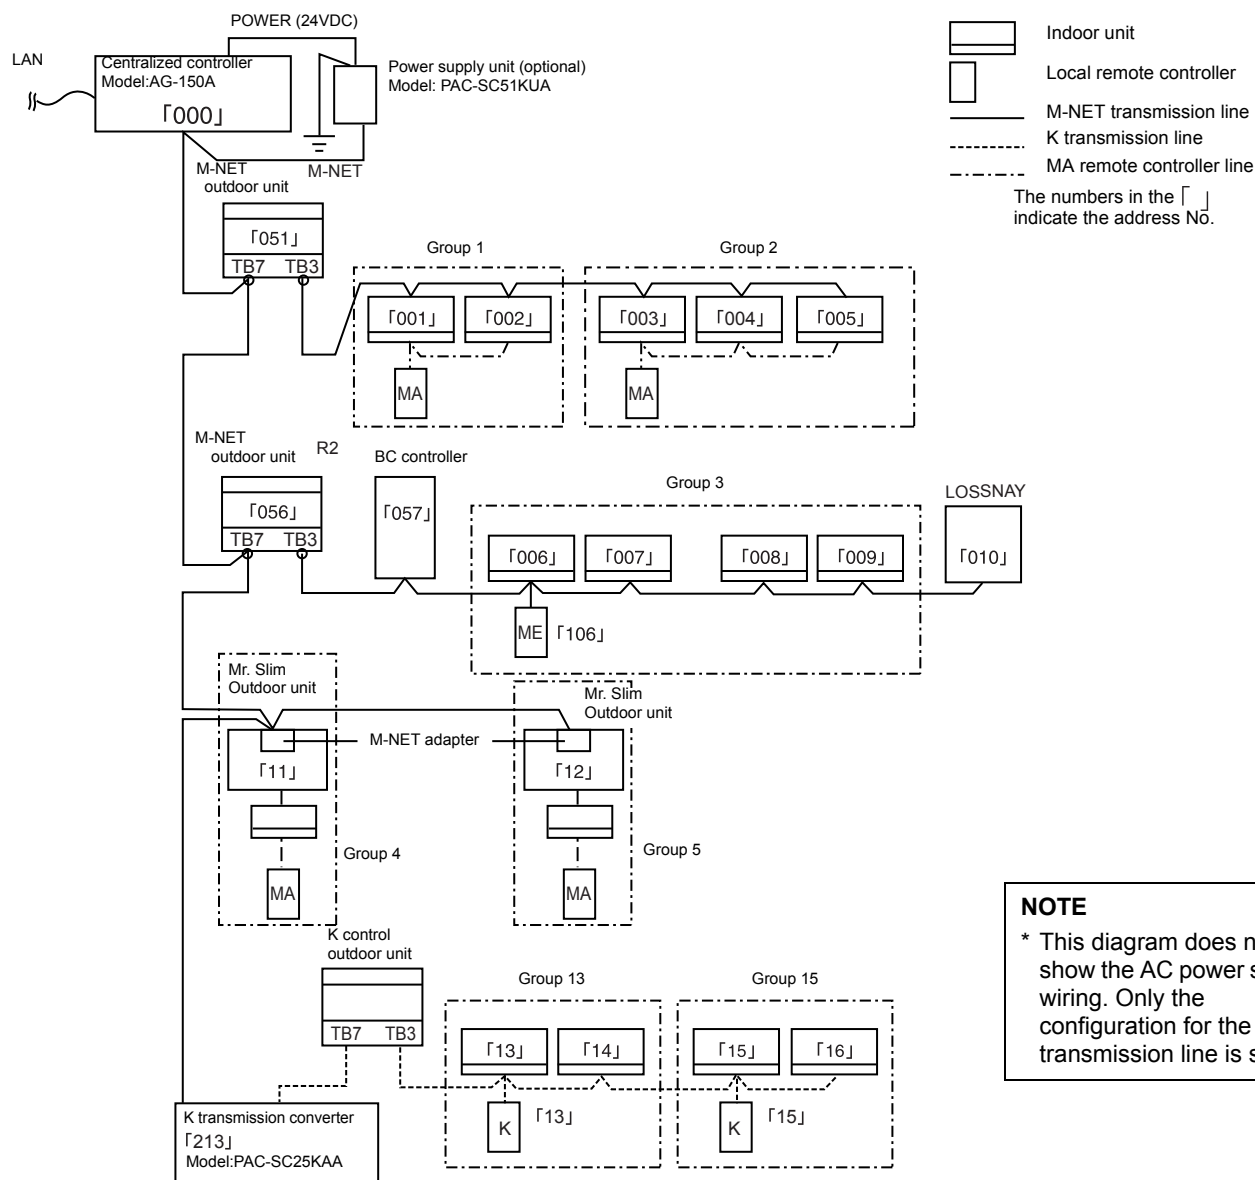 POWER (24VDC)
LAN
Centralized controller
Model:AG-150A
「000」
Power supply unit (optional)
Model: PAC-SC51KUA
Indoor unit
Local remote controller
M-NET transmission line
K transmission line
MA remote controller line
The numbers in the「 」
indicate the address No.
M-NET
outdoor unit
M-NET
「051」
TB7 TB3
Group 1
「001」 「002」
MA
Group 2
「003」 「004」 「005」
MA
M-NET
outdoor unit R2
「056」
TB7 TB3
BC controller
「057」
Group 3
「006」 「007」 「008」 「009」
ME 「106」
LOSSNAY
「010」
Mr. Slim
Outdoor unit
「11」
MA
Group 4
M-NET adapter
Mr. Slim
Outdoor unit
「12」
MA
Group 5
K control
outdoor unit
TB7 TB3
Group 13
「13」 「14」
K 「13」
Group 15
「15」 「16」
K 「15」
K transmission converter
「213」
Model:PAC-SC25KAA
NOTE
* This diagram does n
show the AC power s
wiring. Only the
configuration for the
transmission line is s